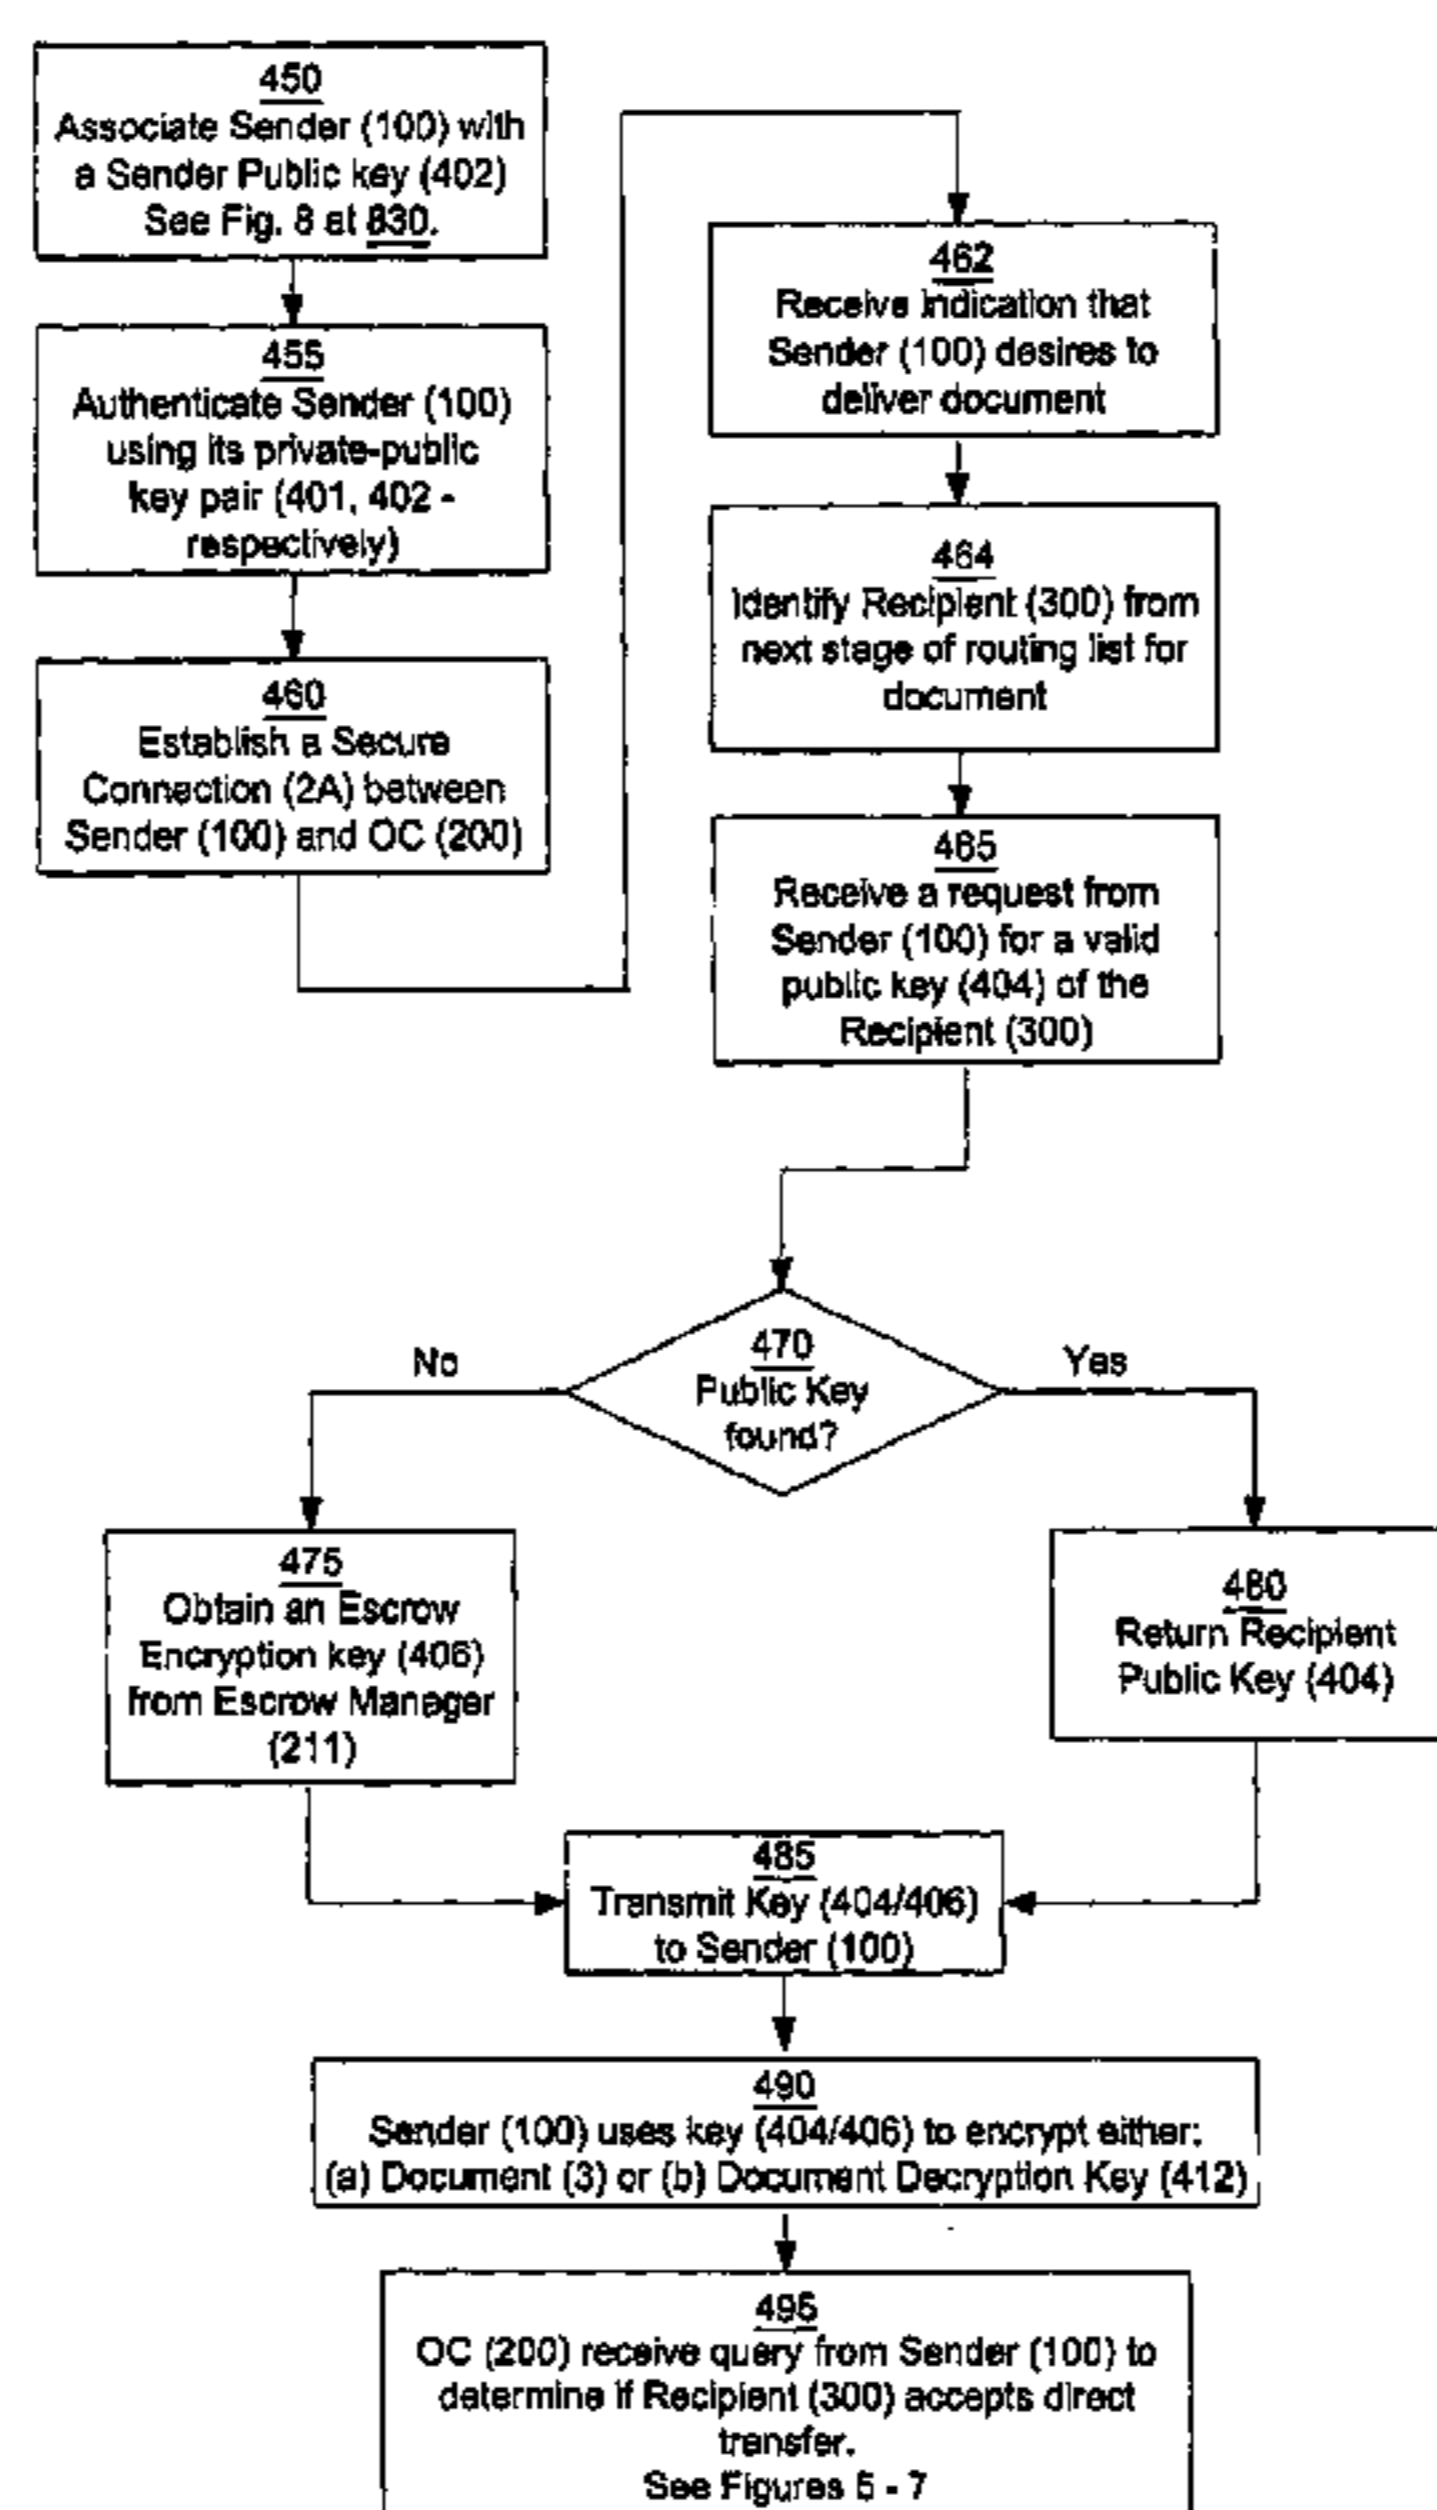 450
Associate Sender (100) with
a Sender Public key (402)
See Fig. 8 at 830.
455
Authenticate Sender (100)
using its private-public
key pair (401, 402 -
respectively)
460
Establish a Secure
Connection (2A) between
Sender (100) and OC (200)
462
Receive indication that
Sender (100) desires to
deliver document
464
Identify Recipient (300) from
next stage of routing list for
document
465
Receive a request from
Sender (100) for a valid
public key (404) of the
Recipient (300)
470
Public Key
found?
No
Yes
475
Obtain an Escrow
Encryption key (406)
from Escrow Manager
(211)
480
Return Recipient
Public Key (404)
485
Transmit Key (404/406)
to Sender (100)
490
Sender (100) uses key (404/406) to encrypt either:
(a) Document (3) or (b) Document Decryption Key (412)
495
OC (200) receive query from Sender (100) to
determine if Recipient (300) accepts direct
transfer.
See Figures 5 - 7